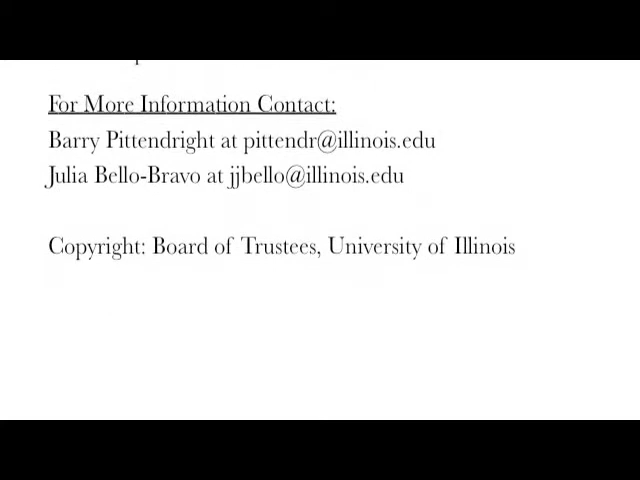 For More Information Contact:
Barry Pittendright at pittendr@illinois.edu
Julia Bello-Bravo at jjbello@illinois.edu
Copyright: Board of Trustees, University of Illinois